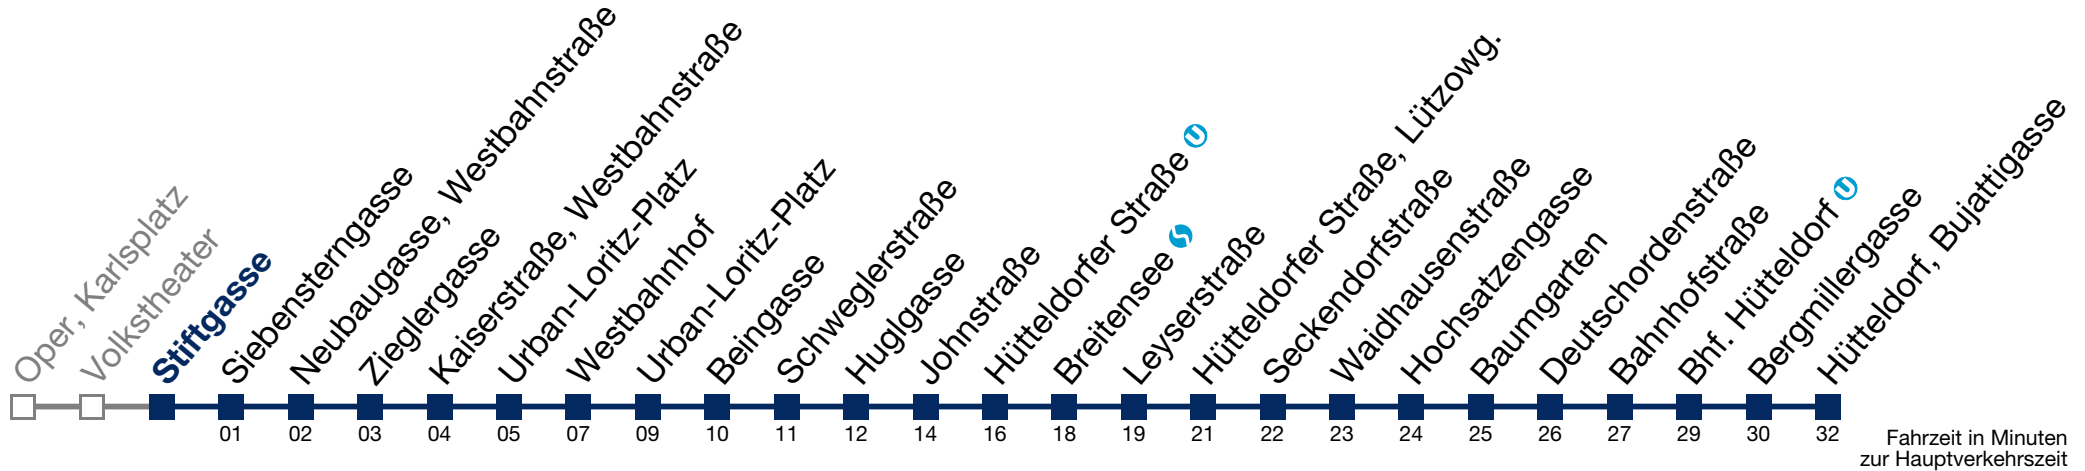 Oper, Karlsplatz
Volkstheater
Stiftgasse
Siebensterngasse
Neubaugasse, Westbahnstraße
Zieglergasse
Kaiserstraße, Westbahnstraße
Urban-Loritz-Platz
Westbahnhof
Urban-Loritz-Platz
Beingasse
Schweglerstraße
Huglgasse
Johnstraße
Hütteldorfer Straße U
Breitensee S
Leyserstraße
Hütteldorfer Straße, Lützowg.
Seckendorfstraße
Waidhausenstraße
Hochsatzengasse
Baumgarten
Deutschordenstraße
Bahnhofstraße
Bhf. Hütteldorf U
Bergmillergasse
Hütteldorf, Bujattigasse
01 02 03 04 05 07 09 10 11 12 14 16 18 19 21 22 23 24 25 26 27 29 30 32
Fahrzeit in Minuten
zur Hauptverkehrszeit